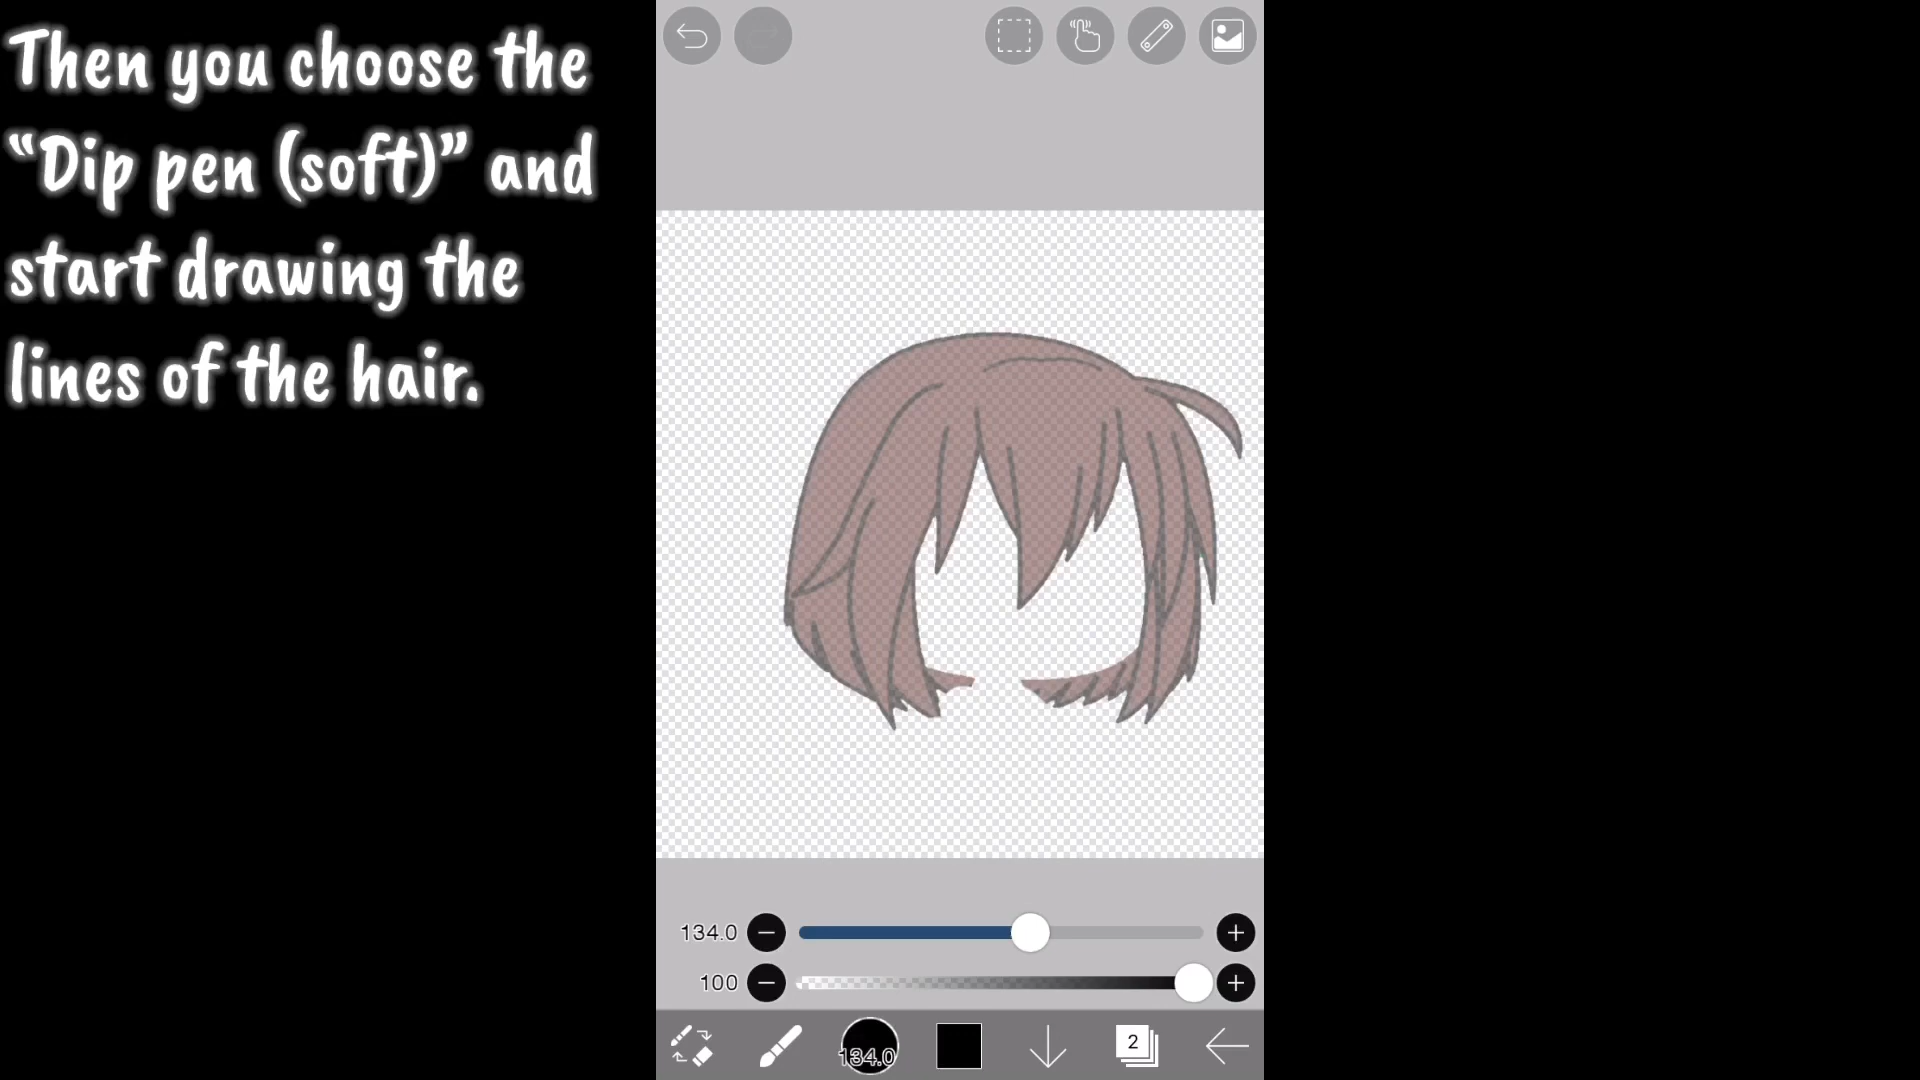 Then you choose the
“Dip pen (soft)” and
start drawing the
lines of the hair.
134.0
100
134.0
2